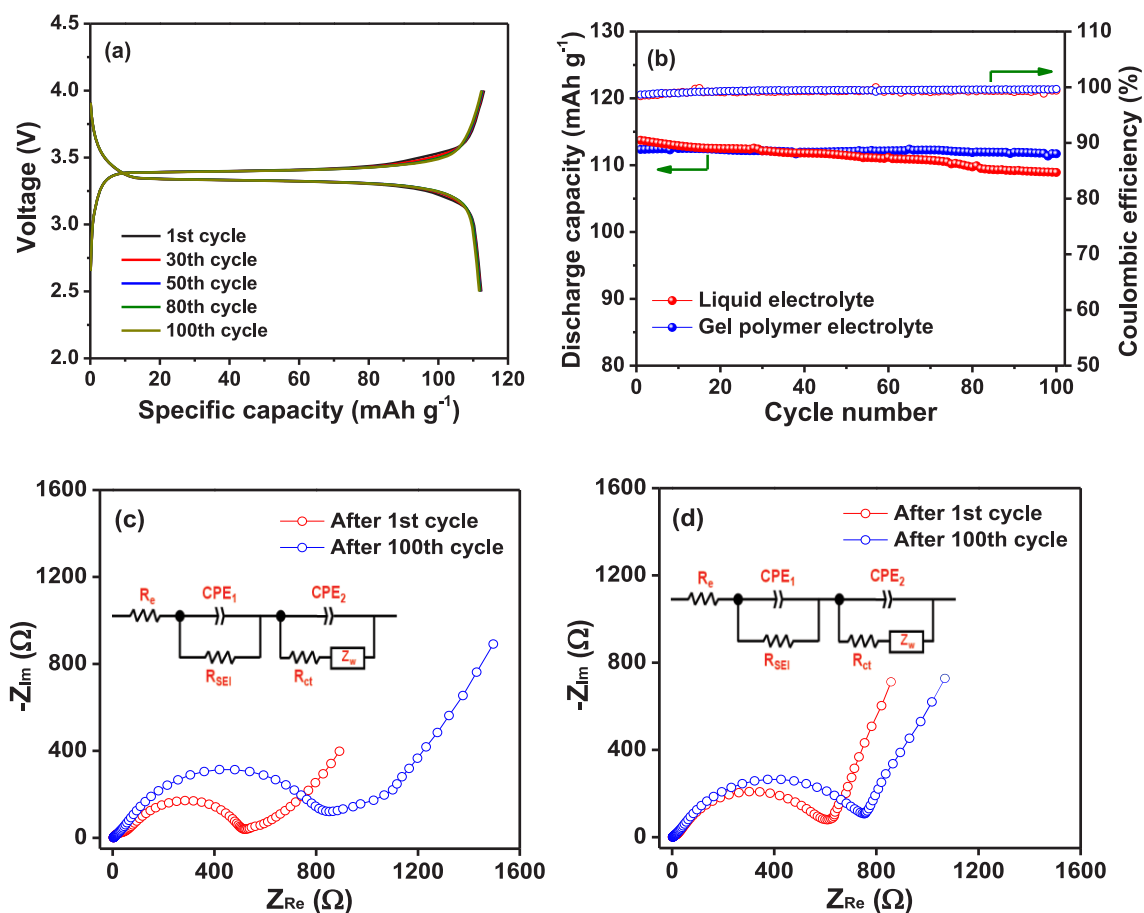 (a)
Voltage (V)
4.5
4.0
3.5
3.0
2.5
2.0
1st cycle
30th cycle
50th cycle
80th cycle
100th cycle
0 20 40 60 80 100 120
Specific capacity (mAh g-1)
(b)
Discharge capacity (mAh g-1)
130
120
110
100
90
80
Liquid electrolyte
Gel polymer electrolyte
110
100
90
80
70
60
50
Coulombic efficiency (%)
0 20 40 60 80 100
Cycle number
(c)
-ZIm (Ω)
1600
1200
800
400
0
After 1st cycle
After 100th cycle
Re
CPE1
CPE2
RSEI
Rct
Zw
0 400 800 1200 1600
ZRe (Ω)
(d)
-ZIm (Ω)
1600
1200
800
400
0
After 1st cycle
After 100th cycle
Re
CPE1
CPE2
RSEI
Rct
Zw
0 400 800 1200 1600
ZRe (Ω)